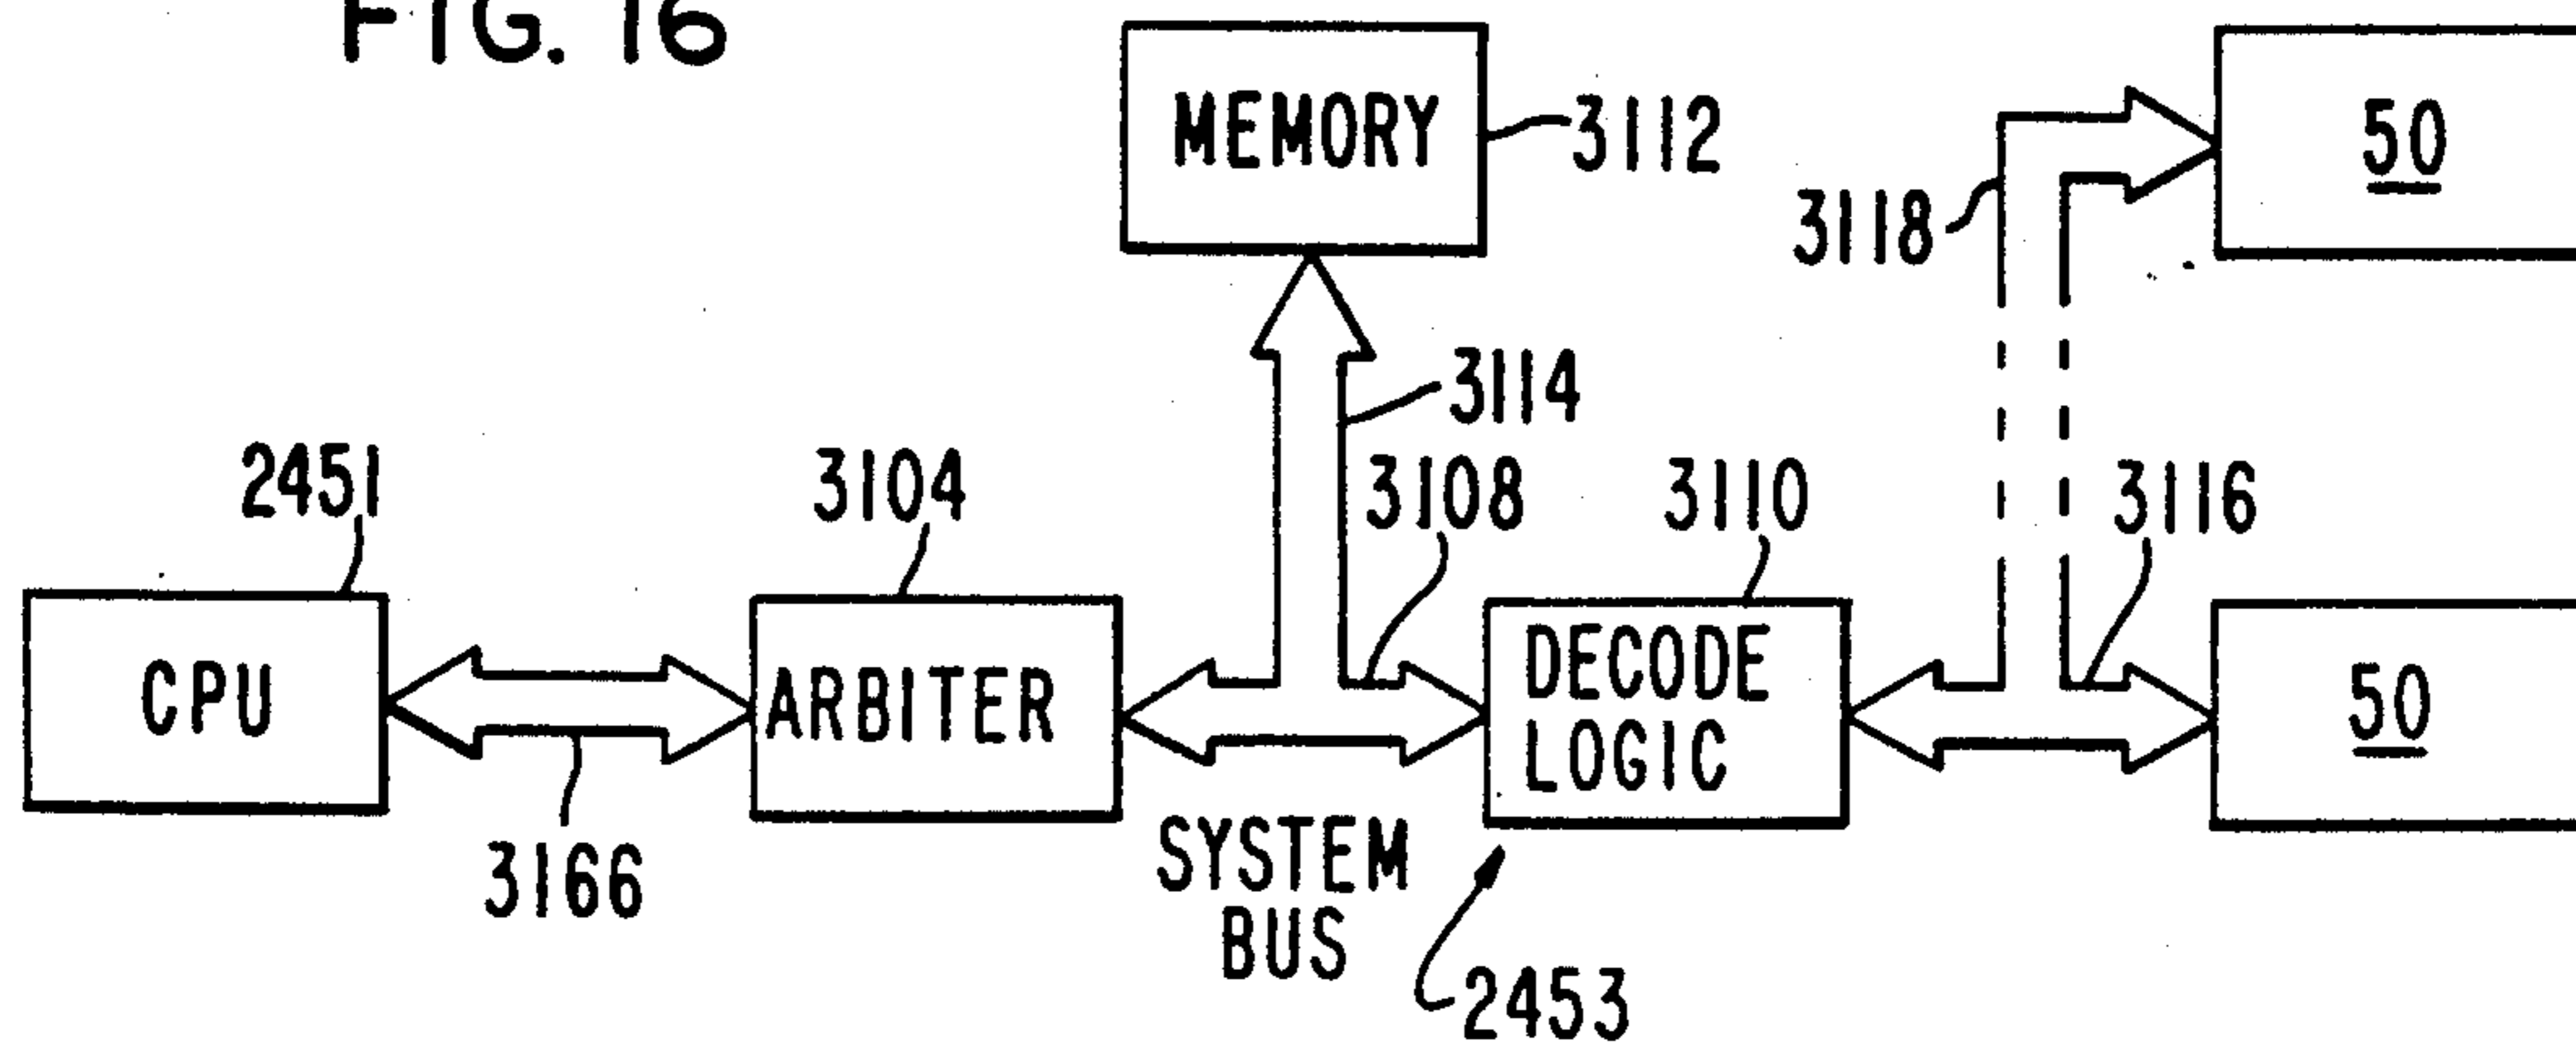 FIG. 16
MEMORY
3112
50
3118
3114
2451
3104
3108
3110
3116
CPU
ARBITER
DECODE
LOGIC
50
3166
SYSTEM
BUS
2453